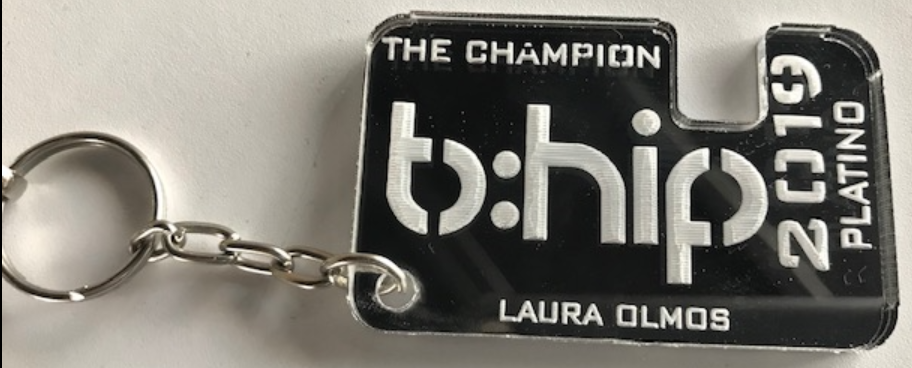 THE CHAMPION
b:hip
2019
PLATINO
LAURA OLMOS